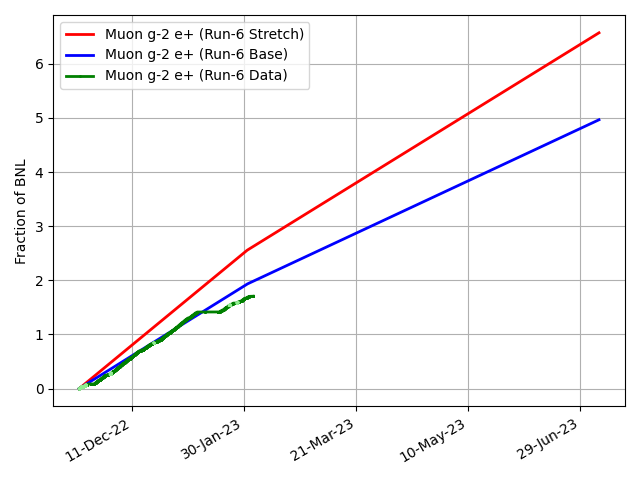 Muon g-2 e+ (Run-6 Stretch)
Muon g-2 e+ (Run-6 Base)
Muon g-2 e+ (Run-6 Data)
Fraction of BNL
6
5
4
3
2
1
0
11-Dec-22
30-Jan-23
21-Mar-23
10-May-23
29-Jun-23